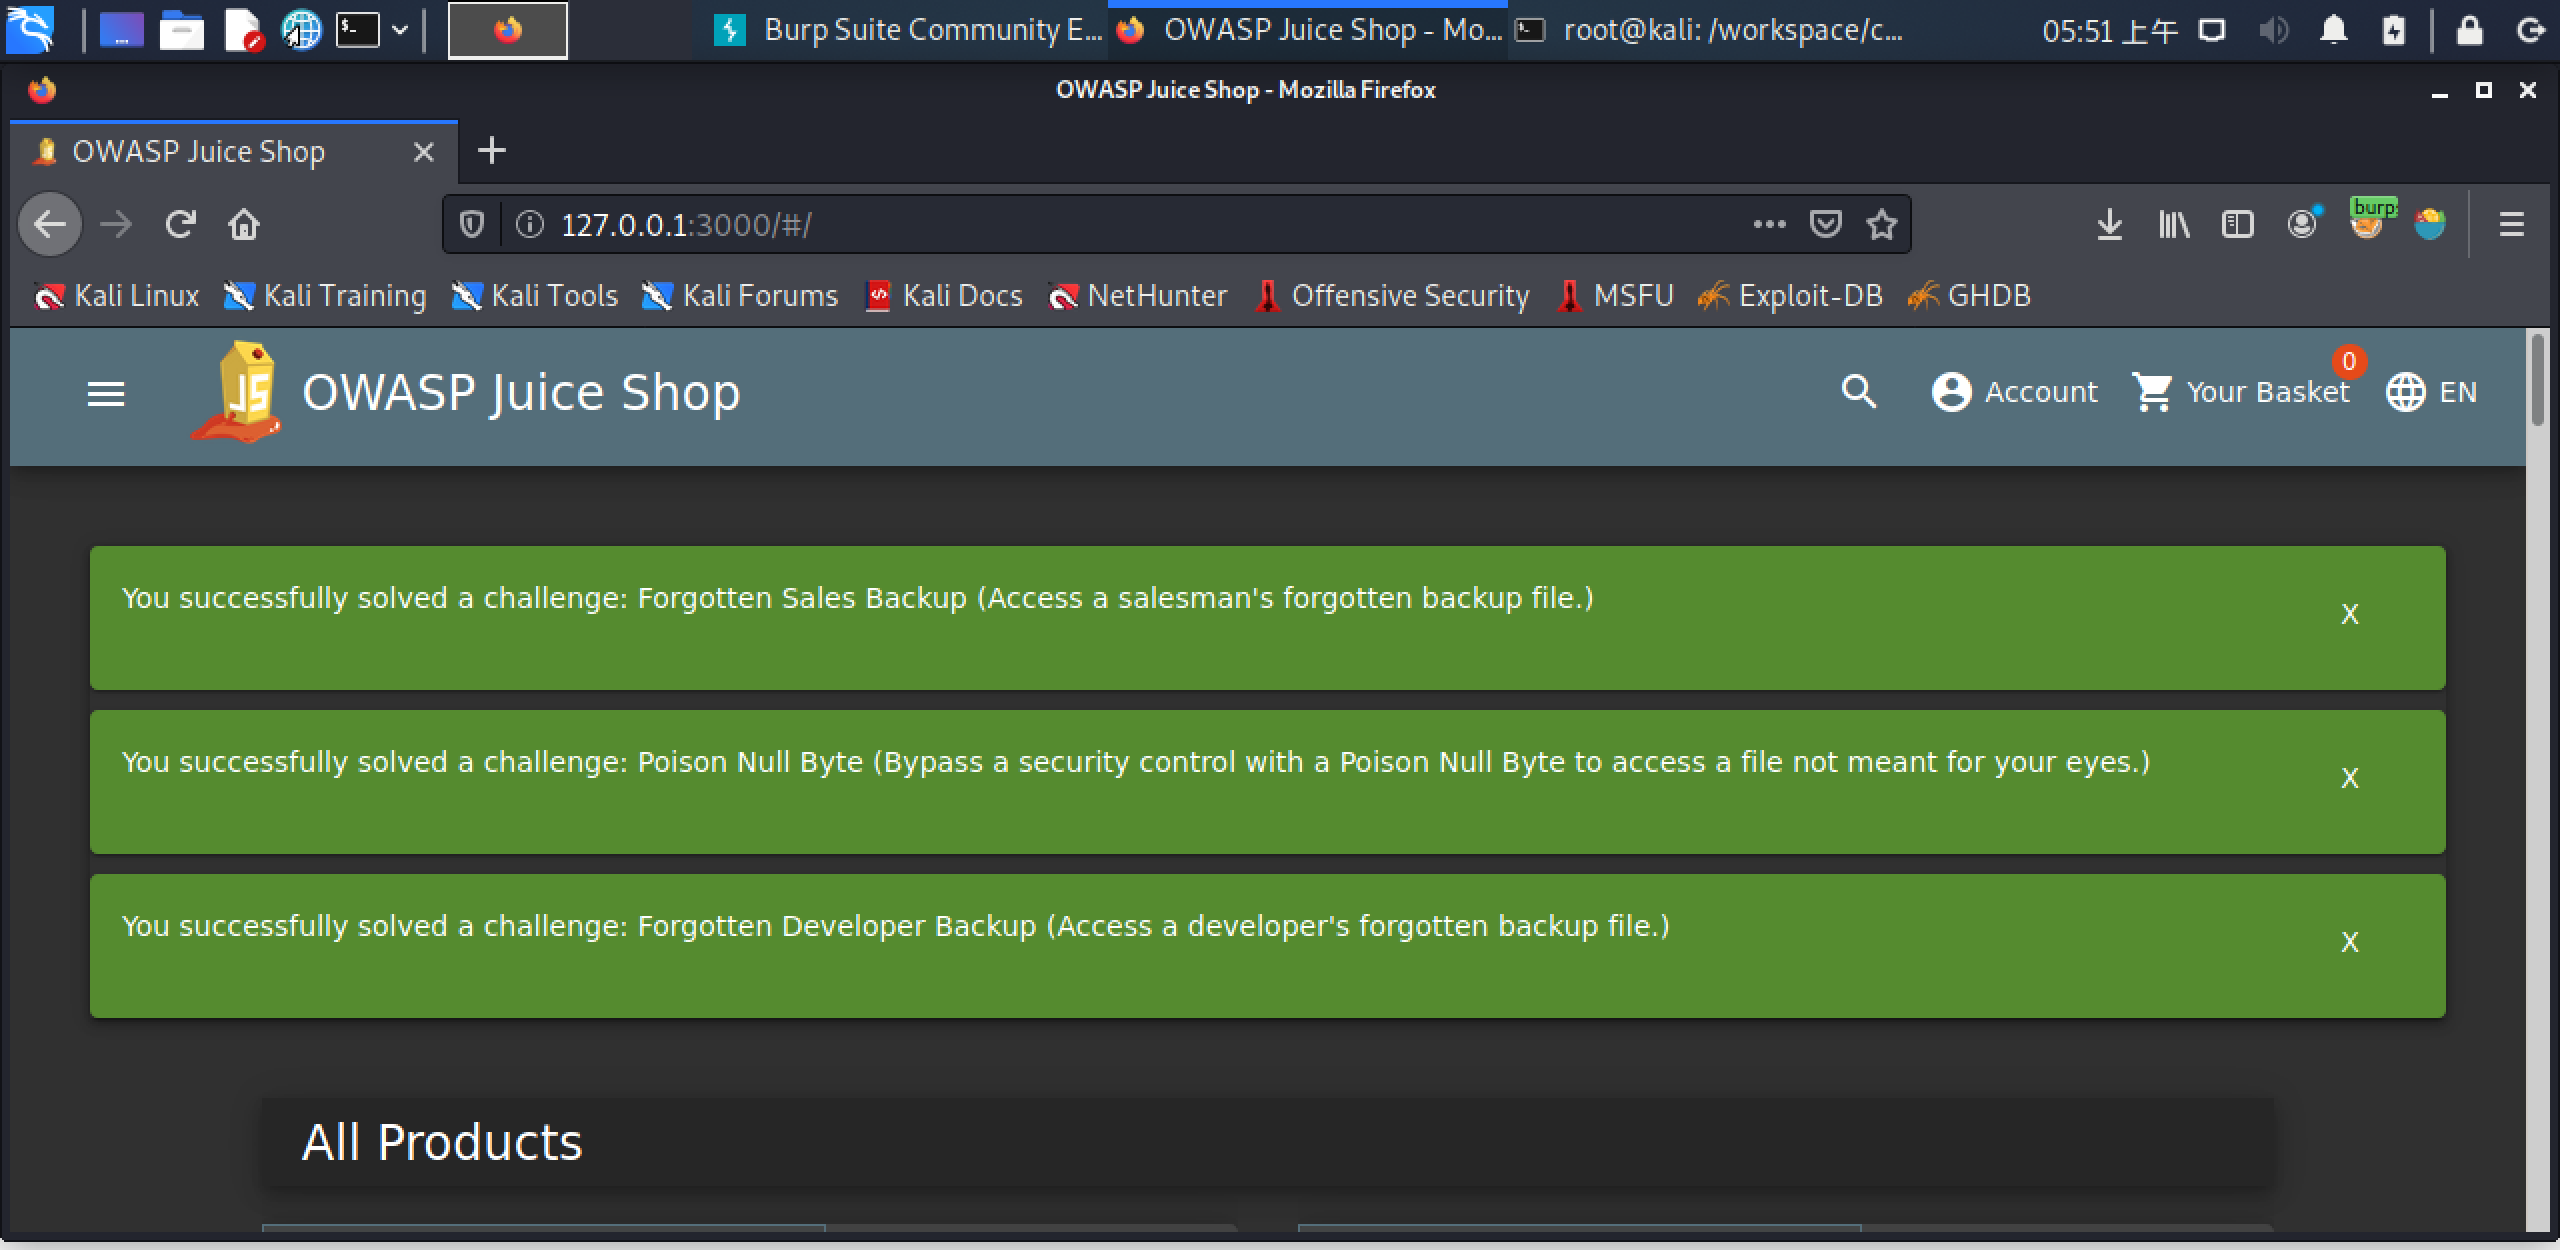 Burp Suite Community E... OWASP Juice Shop - Mo... root@kali: /workspace/c... 05:51 上午
OWASP Juice Shop - Mozilla Firefox
OWASP Juice Shop
127.0.0.1:3000/#/
burp
Kali Linux Kali Training Kali Tools Kali Forums Kali Docs NetHunter Offensive Security MSFU Exploit-DB GHDB
JS OWASP Juice Shop Account Your Basket 0 EN
You successfully solved a challenge: Forgotten Sales Backup (Access a salesman's forgotten backup file.) X
You successfully solved a challenge: Poison Null Byte (Bypass a security control with a Poison Null Byte to access a file not meant for your eyes.) X
You successfully solved a challenge: Forgotten Developer Backup (Access a developer's forgotten backup file.) X
All Products